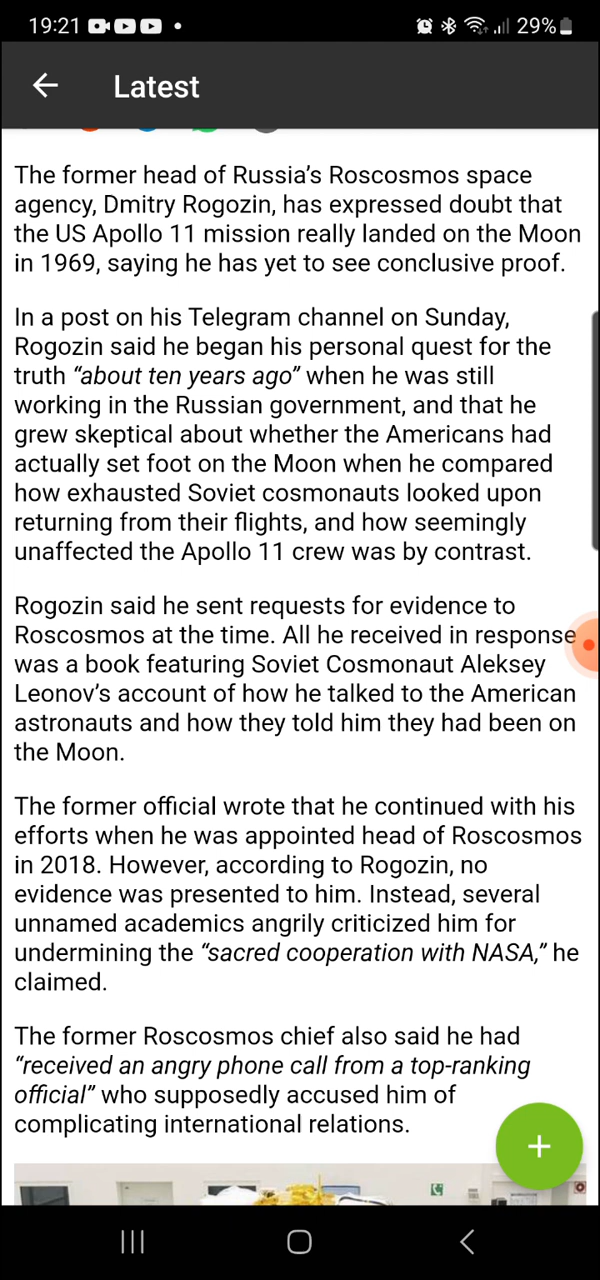 19:21
29%
Latest
The former head of Russia’s Roscosmos space
agency, Dmitry Rogozin, has expressed doubt that
the US Apollo 11 mission really landed on the Moon
in 1969, saying he has yet to see conclusive proof.
In a post on his Telegram channel on Sunday,
Rogozin said he began his personal quest for the
truth “about ten years ago” when he was still
working in the Russian government, and that he
grew skeptical about whether the Americans had
actually set foot on the Moon when he compared
how exhausted Soviet cosmonauts looked upon
returning from their flights, and how seemingly
unaffected the Apollo 11 crew was by contrast.
Rogozin said he sent requests for evidence to
Roscosmos at the time. All he received in response
was a book featuring Soviet Cosmonaut Aleksey
Leonov’s account of how he talked to the American
astronauts and how they told him they had been on
the Moon.
The former official wrote that he continued with his
efforts when he was appointed head of Roscosmos
in 2018. However, according to Rogozin, no
evidence was presented to him. Instead, several
unnamed academics angrily criticized him for
undermining the “sacred cooperation with NASA,” he
claimed.
The former Roscosmos chief also said he had
“received an angry phone call from a top-ranking
official” who supposedly accused him of
complicating international relations.